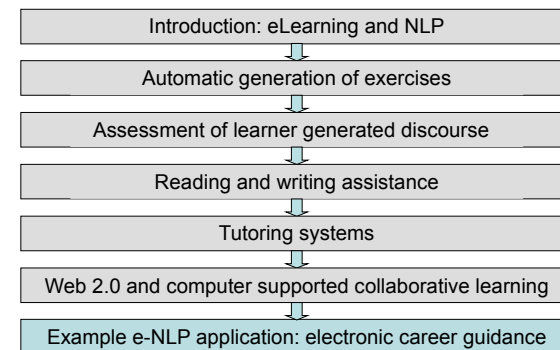 Introduction: eLearning and NLP
Automatic generation of exercises
Assessment of learner generated discourse
Reading and writing assistance
Tutoring systems
Web 2.0 and computer supported collaborative learning
Example e-NLP application: electronic career guidance